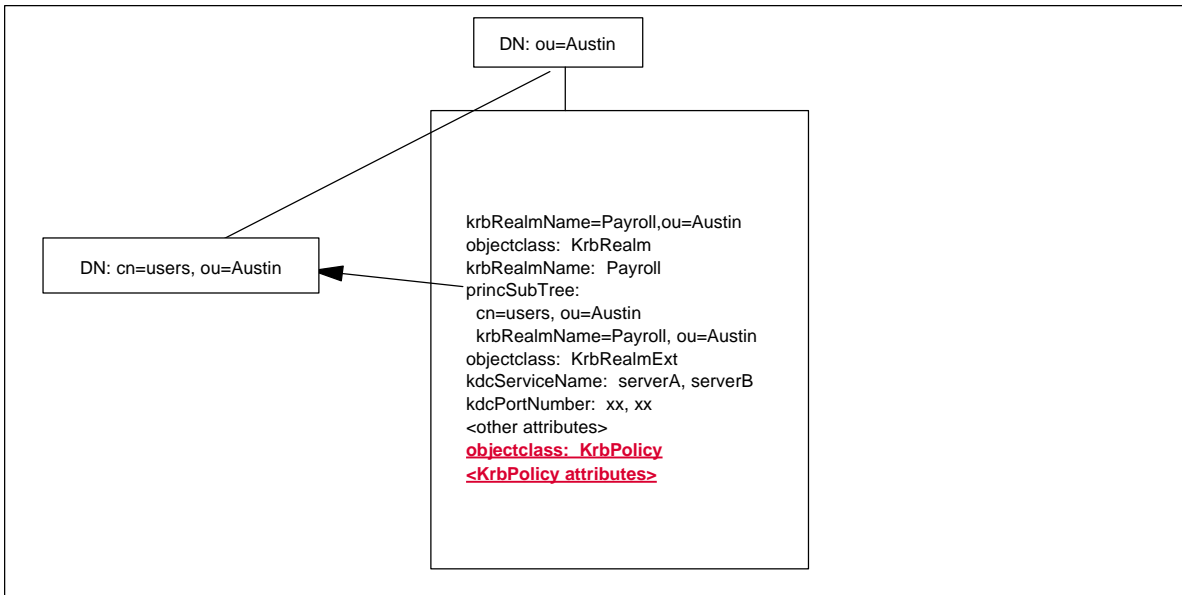 DN: ou=Austin
krbRealmName=Payroll,ou=Austin
objectclass:  KrbRealm
krbRealmName:  Payroll
princSubTree:
cn=users, ou=Austin
krbRealmName=Payroll, ou=Austin
objectclass:  KrbRealmExt
kdcServiceName:  serverA, serverB
kdcPortNumber:  xx, xx
<other attributes>
objectclass:  KrbPolicy
<KrbPolicy attributes>
DN: cn=users, ou=Austin